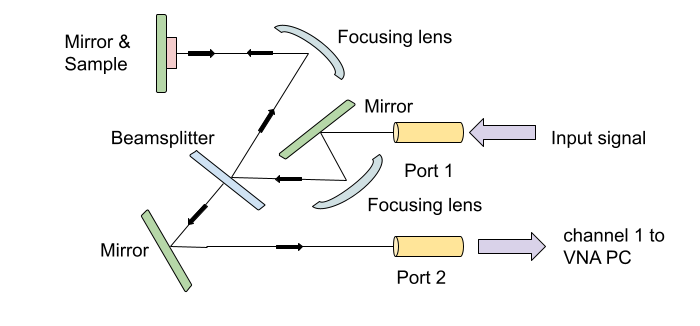 Mirror &
Sample
Focusing lens
Mirror
Beamsplitter
Input signal
Port 1
Focusing lens
channel 1 to
VNA PC
Mirror
Port 2